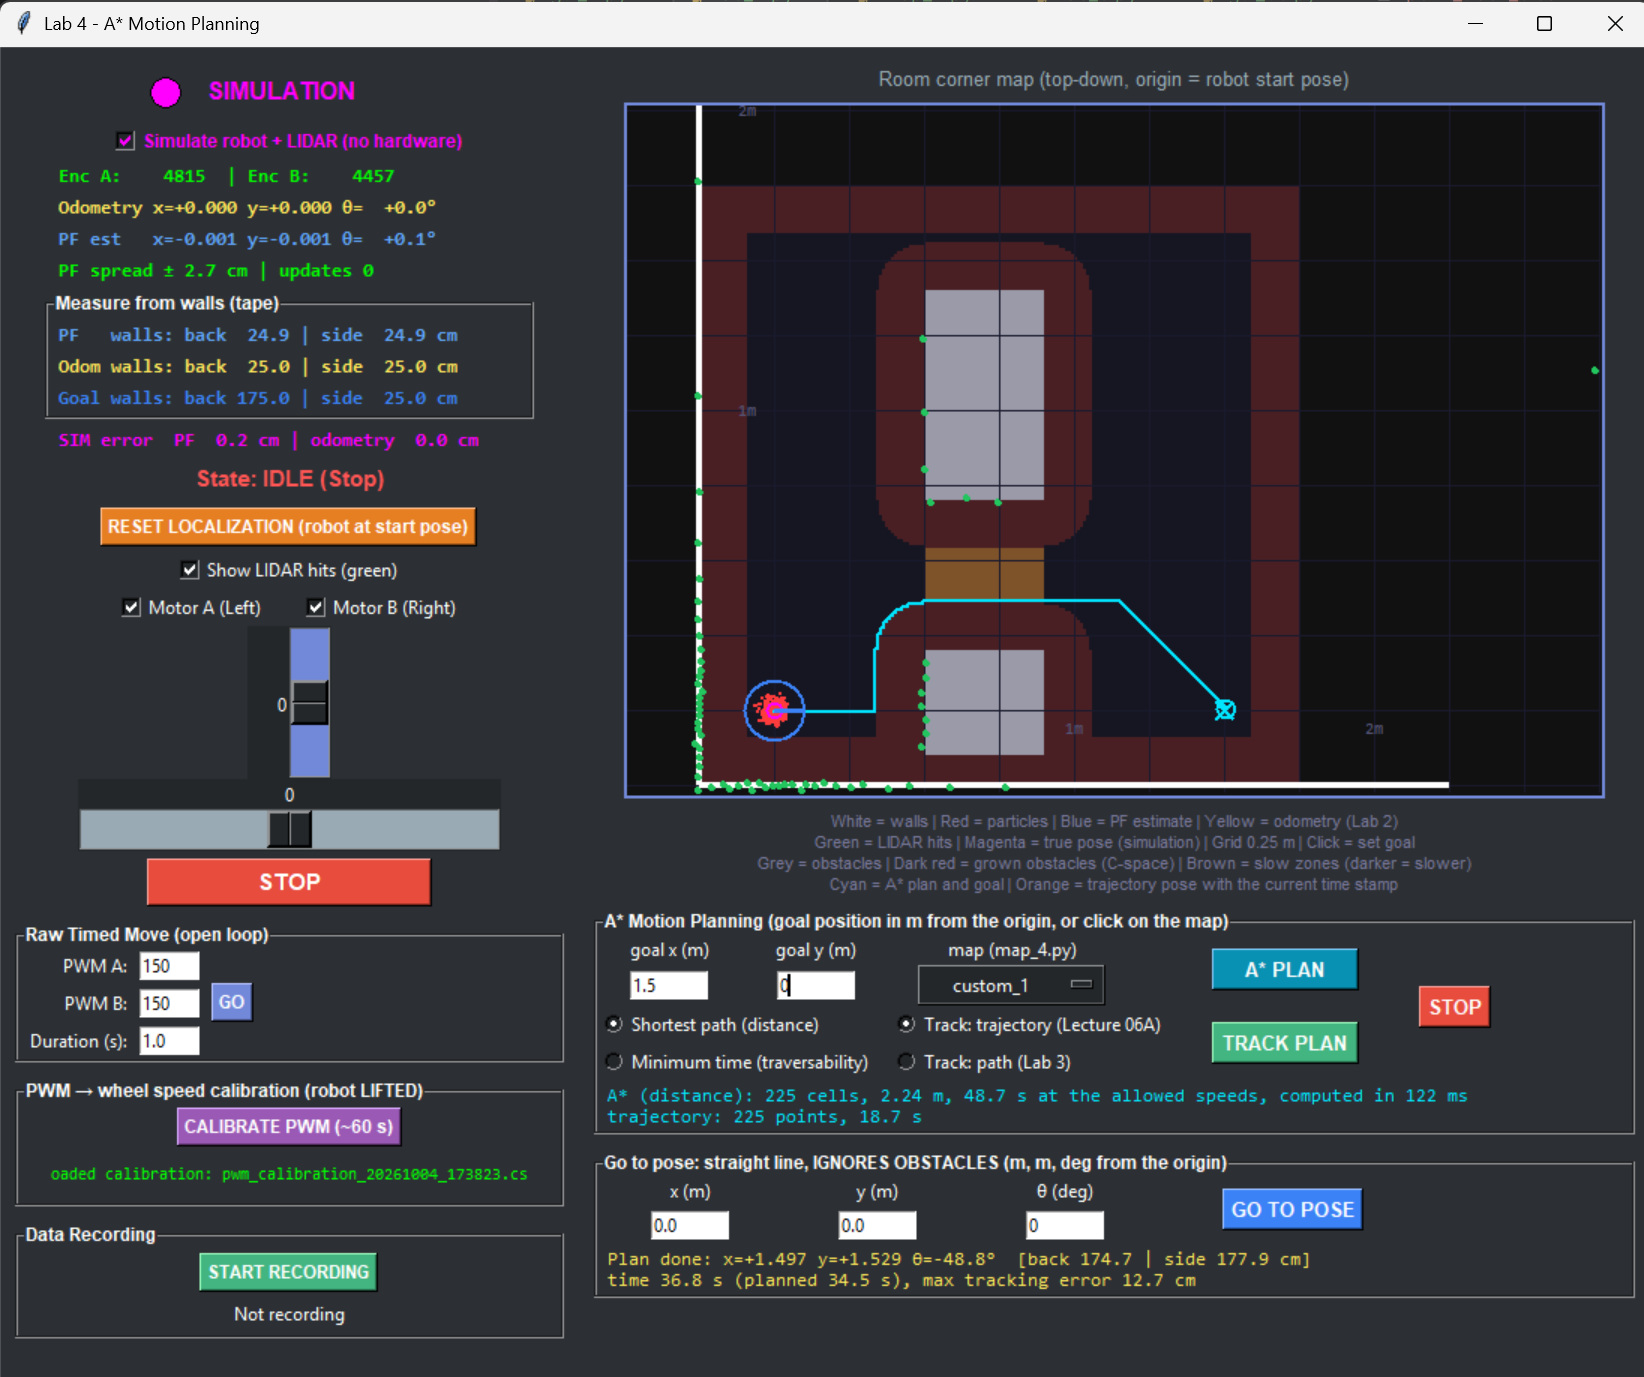 Lab 4 - A* Motion Planning
SIMULATION
Simulate robot + LIDAR (no hardware)
Enc A: 4815 | Enc B: 4457
Odometry x=+0.000 y=+0.000 θ= +0.0°
PF est x=-0.001 y=-0.001 θ= +0.1°
PF spread ± 2.7 cm | updates 0
Measure from walls (tape)
PF walls: back 24.9 | side 24.9 cm
Odom walls: back 25.0 | side 25.0 cm
Goal walls: back 175.0 | side 25.0 cm
SIM error PF 0.2 cm | odometry 0.0 cm
State: IDLE (Stop)
RESET LOCALIZATION (robot at start pose)
Show LIDAR hits (green)
Motor A (Left) Motor B (Right)
0
0
STOP
Raw Timed Move (open loop)
PWM A: 150
PWM B: 150
GO
Duration (s): 1.0
PWM → wheel speed calibration (robot LIFTED)
CALIBRATE PWM (~60 s)
oaded calibration: pwm_calibration_20261004_173823.cs
Data Recording
START RECORDING
Not recording
Room corner map (top-down, origin = robot start pose)
2m
1m
1m 2m
White = walls | Red = particles | Blue = PF estimate | Yellow = odometry (Lab 2)
Green = LIDAR hits | Magenta = true pose (simulation) | Grid 0.25 m | Click = set goal
Grey = obstacles | Dark red = grown obstacles (C-space) | Brown = slow zones (darker = slower)
Cyan = A* plan and goal | Orange = trajectory pose with the current time stamp
A* Motion Planning (goal position in m from the origin, or click on the map)
goal x (m) goal y (m) map (map_4.py)
1.5 0 custom_1
A* PLAN
STOP
Shortest path (distance) Track: trajectory (Lecture 06A)
TRACK PLAN
Minimum time (traversability) Track: path (Lab 3)
A* (distance): 225 cells, 2.24 m, 48.7 s at the allowed speeds, computed in 122 ms
trajectory: 225 points, 18.7 s
Go to pose: straight line, IGNORES OBSTACLES (m, m, deg from the origin)
x (m) y (m) θ (deg)
0.0 0.0 0
GO TO POSE
Plan done: x=+1.497 y=+1.529 θ=-48.8° [back 174.7 | side 177.9 cm]
time 36.8 s (planned 34.5 s), max tracking error 12.7 cm